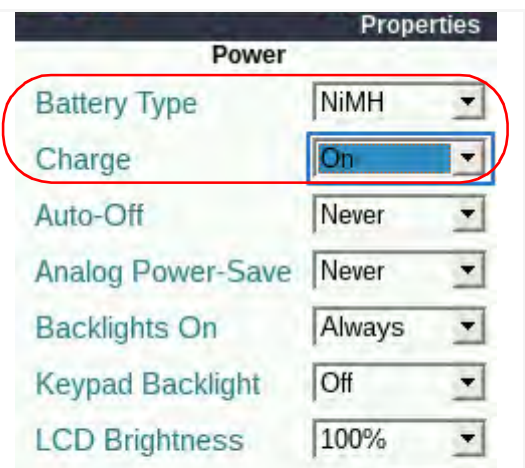 Properties
Power
Battery Type NiMH
Charge On
Auto-Off Never
Analog Power-Save Never
Backlights On Always
Keypad Backlight Off
LCD Brightness 100%